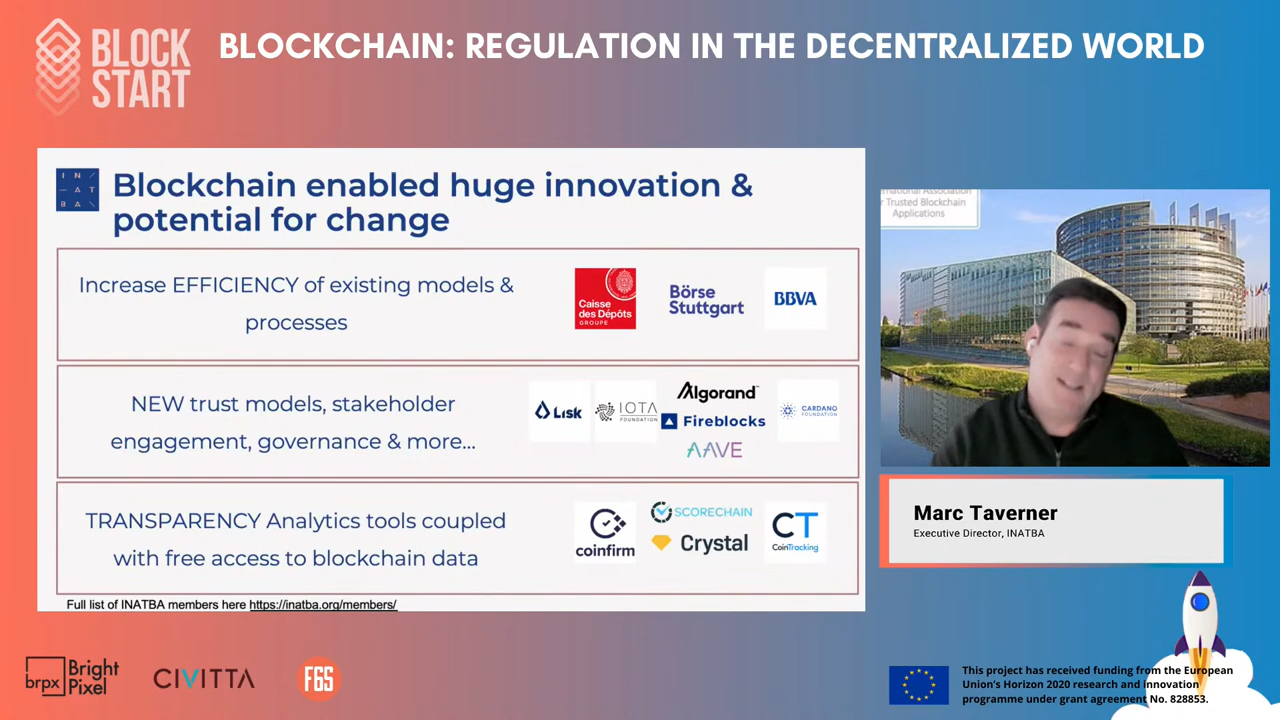 BLOCK
START
BLOCKCHAIN: REGULATION IN THE DECENTRALIZED WORLD
I N
A T
B A
Blockchain enabled huge innovation &
potential for change
Increase EFFICIENCY of existing models &
processes
Caisse
des Dépôts
GROUPE
Börse
Stuttgart
BBVA
NEW trust models, stakeholder
engagement, governance & more...
LISK
IOTA
FOUNDATION
Algorand
Fireblocks
AAVE
CARDANO
FOUNDATION
TRANSPARENCY Analytics tools coupled
with free access to blockchain data
coinfirm
SCORECHAIN
Crystal
CT
CoinTracking
Full list of INATBA members here https://inatba.org/members/
Association
Trusted Blockchain
Applications
Marc Taverner
Executive Director, INATBA
brpx
Bright
Pixel
CIVITTA
F6S
This project has received funding from the European
Union's Horizon 2020 research and innovation
programme under grant agreement No. 828853.